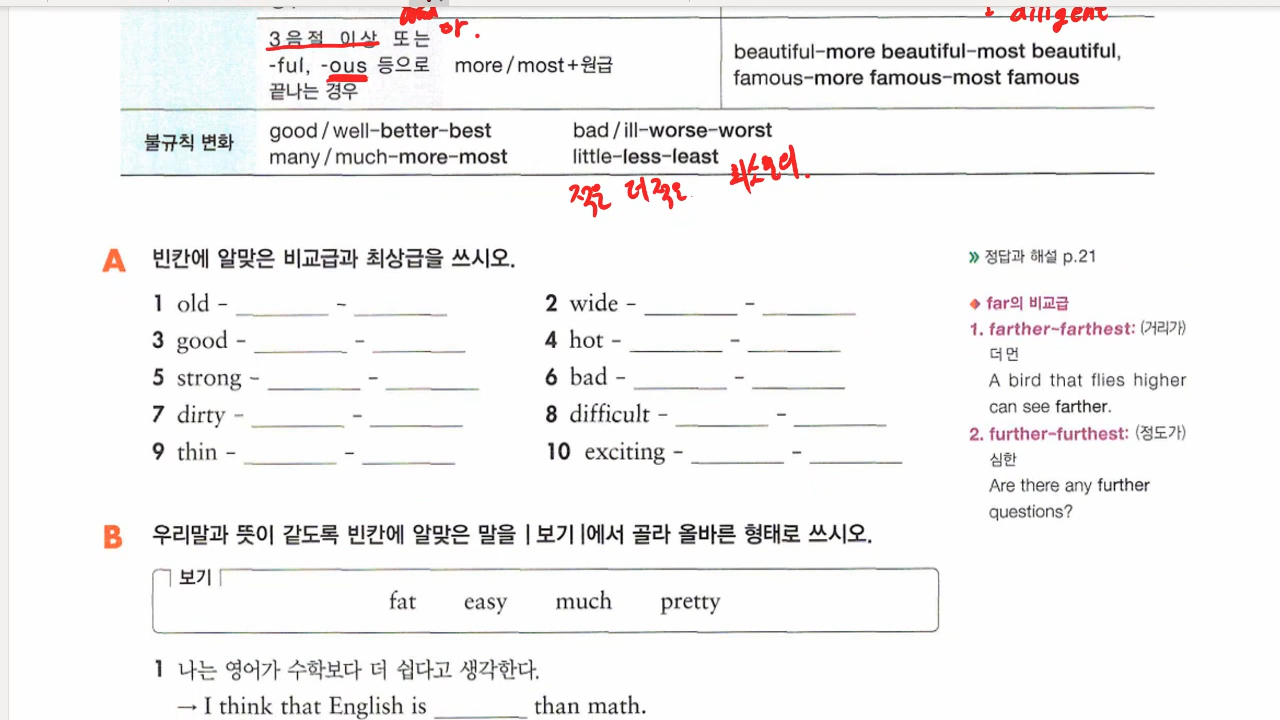 or.
diligent
3음절 이상 또는
-ful, -ous 등으로
끝나는 경우
more/most+원급
beautiful–more beautiful–most beautiful,
famous–more famous–most famous
불규칙 변화
good/well–better–best
many/much–more–most
bad/ill–worse–worst
little–less–least
적은 더 적은 최소의.
A 빈칸에 알맞은 비교급과 최상급을 쓰시오.
1 old - ________ - ________
2 wide - ________ - ________
3 good - ________ - ________
4 hot - ________ - ________
5 strong - ________ - ________
6 bad - ________ - ________
7 dirty - ________ - ________
8 difficult - ________ - ________
9 thin - ________ - ________
10 exciting - ________ - ________
» 정답과 해설 p.21
◆ far의 비교급
1. farther–farthest: (거리가)
더 먼
A bird that flies higher
can see farther.
2. further–furthest: (정도가)
심한
Are there any further
questions?
B 우리말과 뜻이 같도록 빈칸에 알맞은 말을 |보기|에서 골라 올바른 형태로 쓰시오.
보기
fat easy much pretty
1 나는 영어가 수학보다 더 쉽다고 생각한다.
→ I think that English is ________ than math.